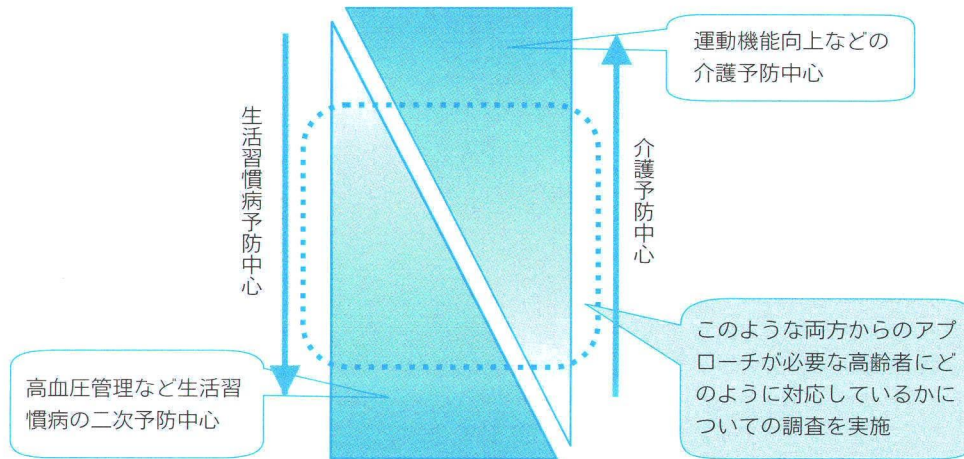 運動機能向上などの
介護予防中心
生活習慣病予防中心
介護予防中心
このような両方からのアプ
ローチが必要な高齢者にど
のように対応しているかに
ついての調査を実施
高血圧管理など生活習
慣病の二次予防中心